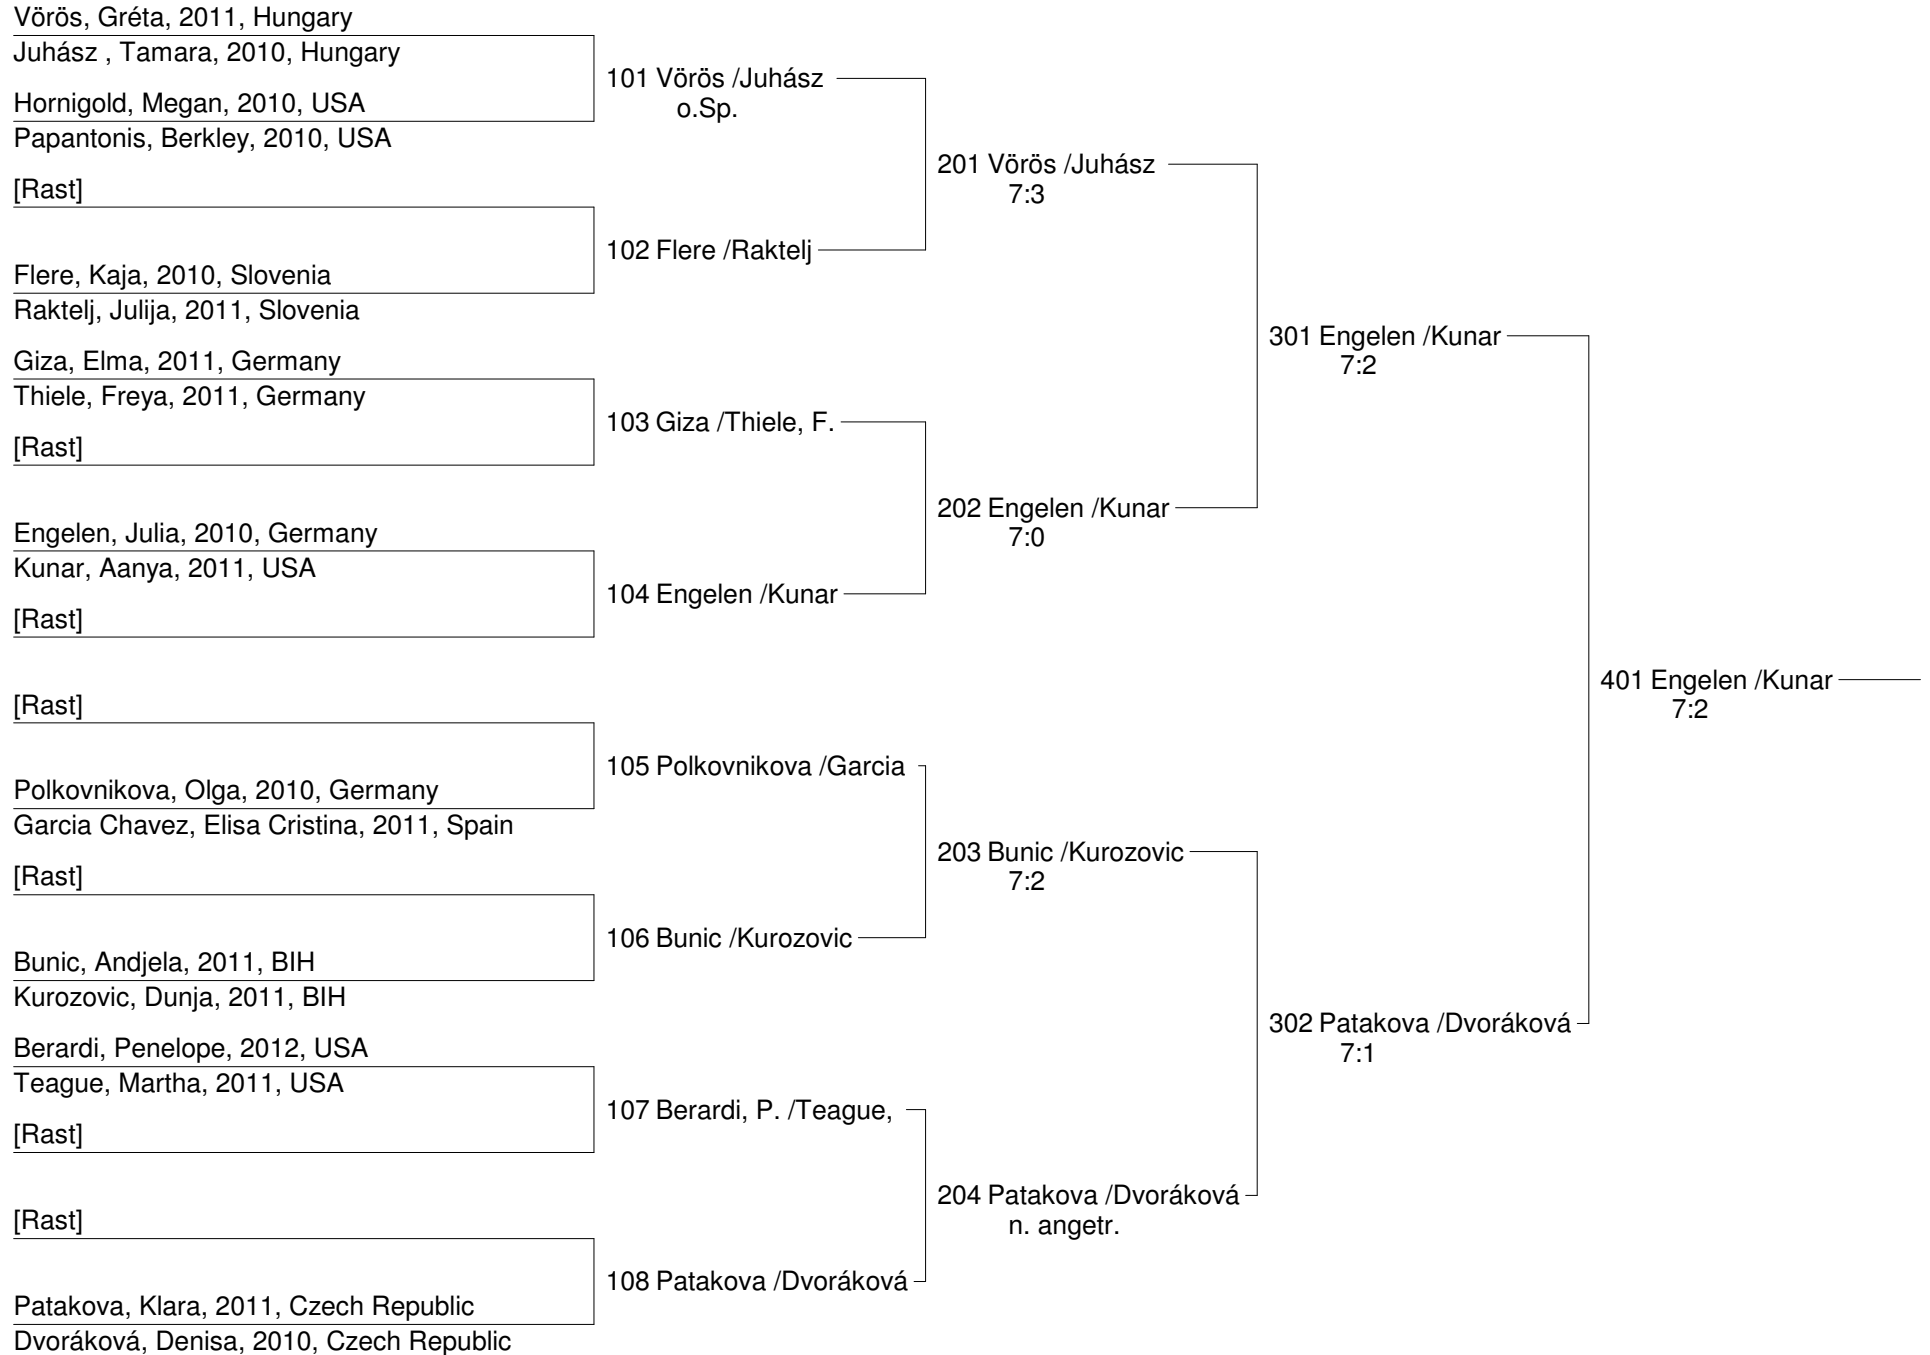 Vörös, Gréta, 2011, Hungary
Juhász , Tamara, 2010, Hungary
101 Vörös /Juhász
o.Sp.
Hornigold, Megan, 2010, USA
Papantonis, Berkley, 2010, USA
201 Vörös /Juhász
7:3
[Rast]
102 Flere /Raktelj
Flere, Kaja, 2010, Slovenia
Raktelj, Julija, 2011, Slovenia
301 Engelen /Kunar
7:2
Giza, Elma, 2011, Germany
Thiele, Freya, 2011, Germany
103 Giza /Thiele, F.
[Rast]
202 Engelen /Kunar
7:0
Engelen, Julia, 2010, Germany
Kunar, Aanya, 2011, USA
104 Engelen /Kunar
[Rast]
401 Engelen /Kunar
7:2
[Rast]
105 Polkovnikova /Garcia
Polkovnikova, Olga, 2010, Germany
Garcia Chavez, Elisa Cristina, 2011, Spain
203 Bunic /Kurozovic
7:2
[Rast]
106 Bunic /Kurozovic
Bunic, Andjela, 2011, BIH
Kurozovic, Dunja, 2011, BIH
302 Patakova /Dvoráková
7:1
Berardi, Penelope, 2012, USA
Teague, Martha, 2011, USA
107 Berardi, P. /Teague,
[Rast]
204 Patakova /Dvoráková
n. angetr.
[Rast]
108 Patakova /Dvoráková
Patakova, Klara, 2011, Czech Republic
Dvoráková, Denisa, 2010, Czech Republic